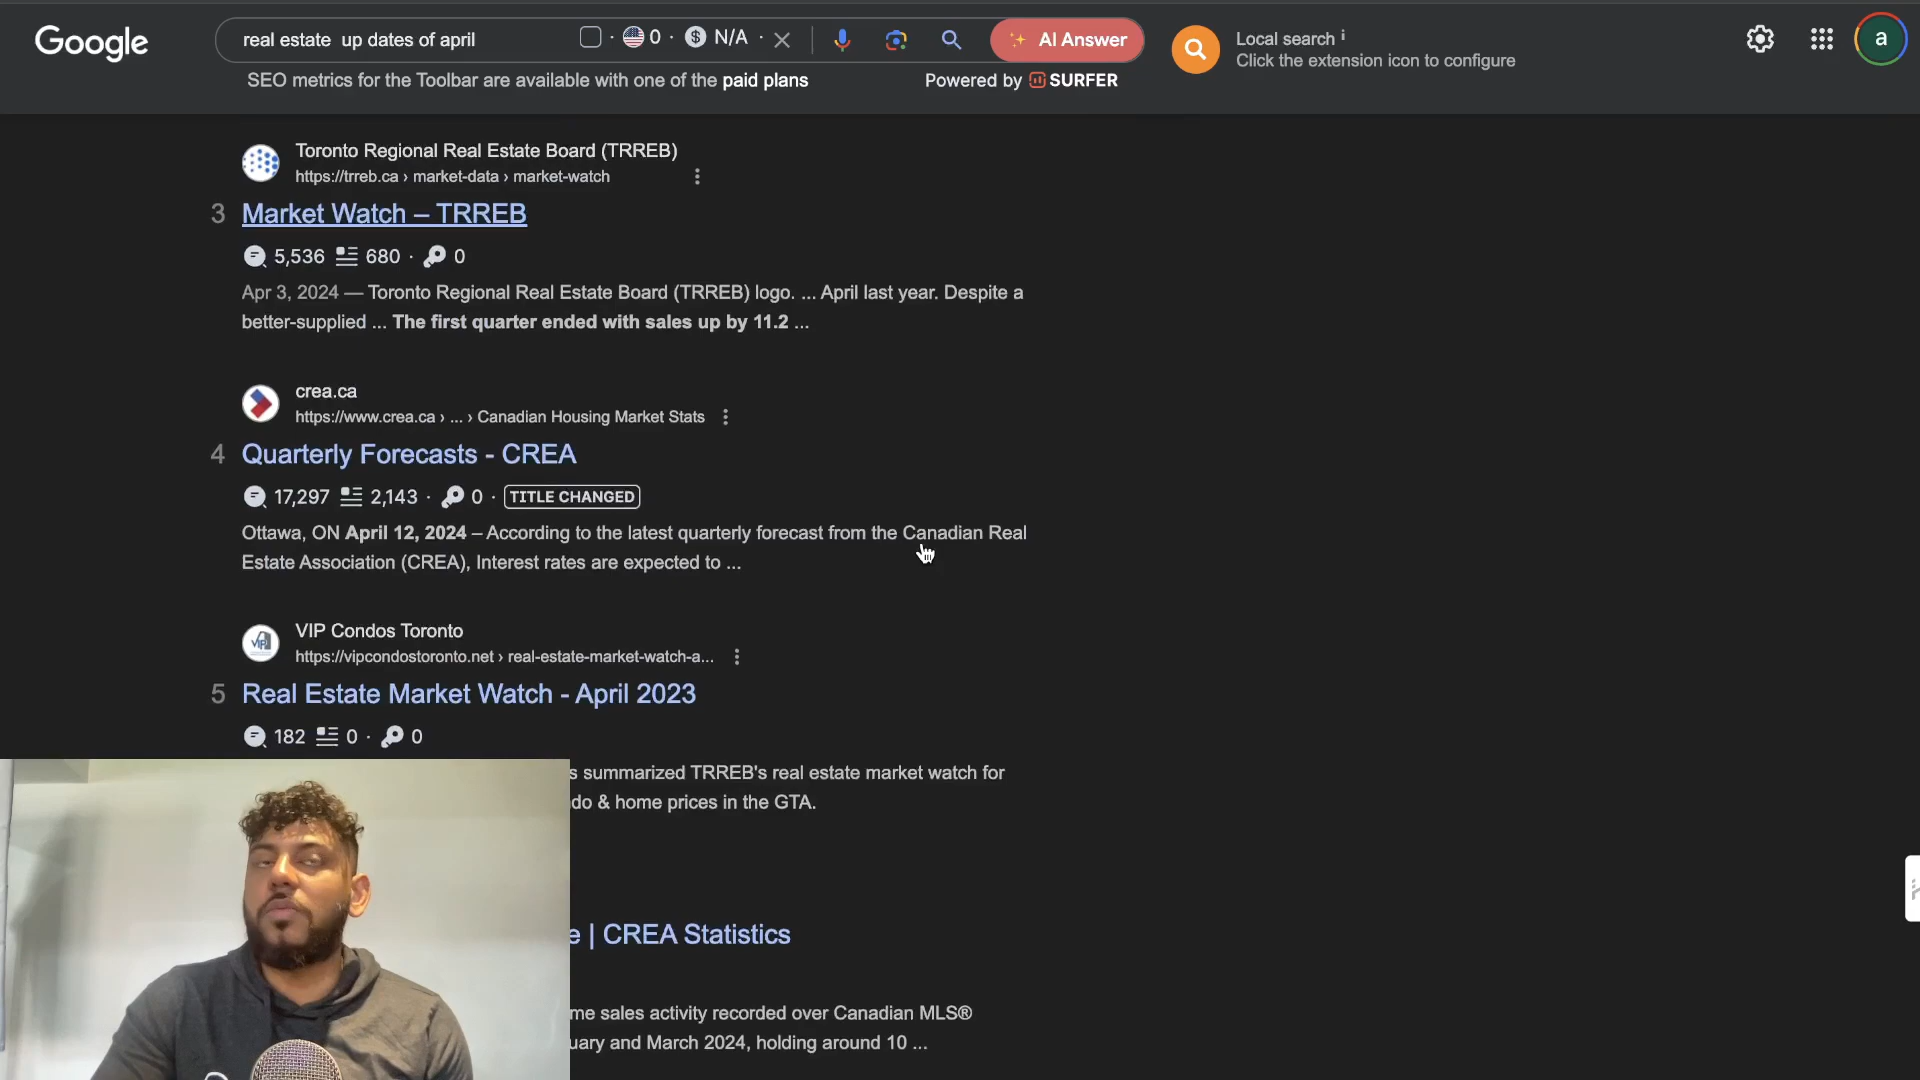 Google
real estate  up dates of april
0 · N/A ·
AI Answer
Local search i
Click the extension icon to configure
a
SEO metrics for the Toolbar are available with one of the paid plans
Powered by SURFER
Toronto Regional Real Estate Board (TRREB)
https://trreb.ca › market-data › market-watch
3 Market Watch – TRREB
5,536 680 · 0
Apr 3, 2024 — Toronto Regional Real Estate Board (TRREB) logo. ... April last year. Despite a
better-supplied ... The first quarter ended with sales up by 11.2 ...
crea.ca
https://www.crea.ca › ... › Canadian Housing Market Stats
4 Quarterly Forecasts - CREA
17,297 2,143 · 0 · TITLE CHANGED
Ottawa, ON April 12, 2024 – According to the latest quarterly forecast from the Canadian Real
Estate Association (CREA), Interest rates are expected to ...
VIP
VIP Condos Toronto
https://vipcondostoronto.net › real-estate-market-watch-a...
5 Real Estate Market Watch - April 2023
182 0 · 0
s summarized TRREB's real estate market watch for
do & home prices in the GTA.
e | CREA Statistics
me sales activity recorded over Canadian MLS®
uary and March 2024, holding around 10 ...